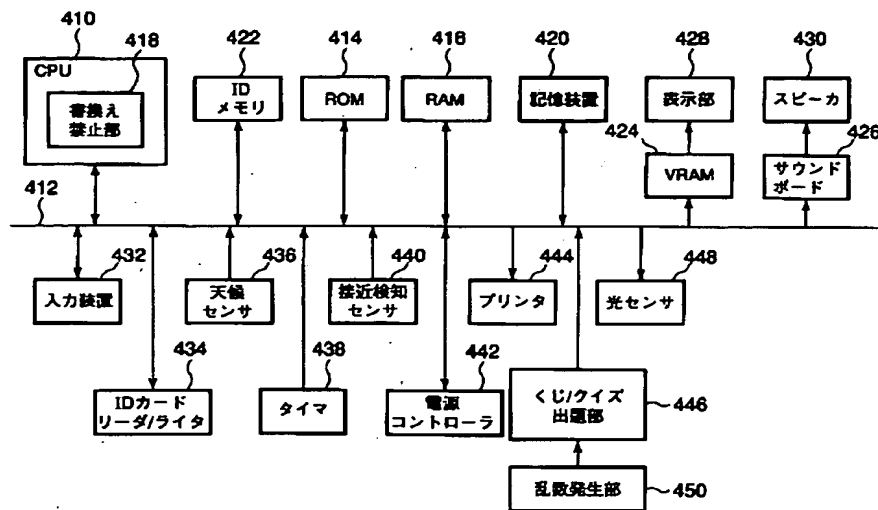 410
418
CPU
書換え
禁止部
422
ID
メモリ
414
ROM
416
RAM
420
記憶装置
428
表示部
424
VRAM
430
スピーカ
426
サウンド
ボード
412
432
入力装置
436
天候
センサ
440
接近検知
センサ
444
プリンタ
448
光センサ
434
IDカード
リーダ/ライタ
438
タイマ
442
電源
コントローラ
くじ/クイズ
出題部
446
乱数発生部
450